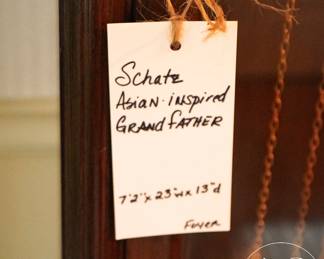 Schatz
Asian-inspired
Grandfather
7'2" x 23"w x 13"d
Foyer